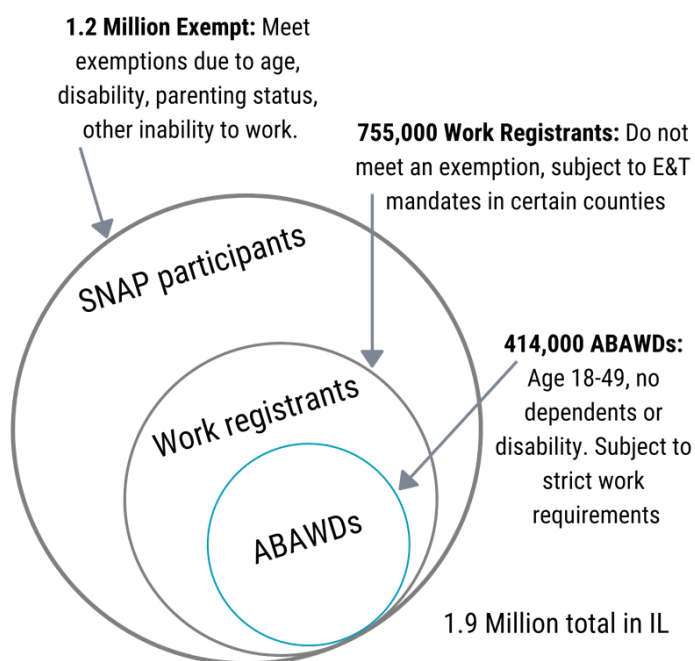 1.2 Million Exempt: Meet
exemptions due to age,
disability, parenting status,
other inability to work.
755,000 Work Registrants: Do not
meet an exemption, subject to E&T
mandates in certain counties
SNAP participants
414,000 ABAWDs:
Age 18-49, no
dependents or
disability. Subject to
strict work
requirements
Work registrants
ABAWDs
1.9 Million total in IL